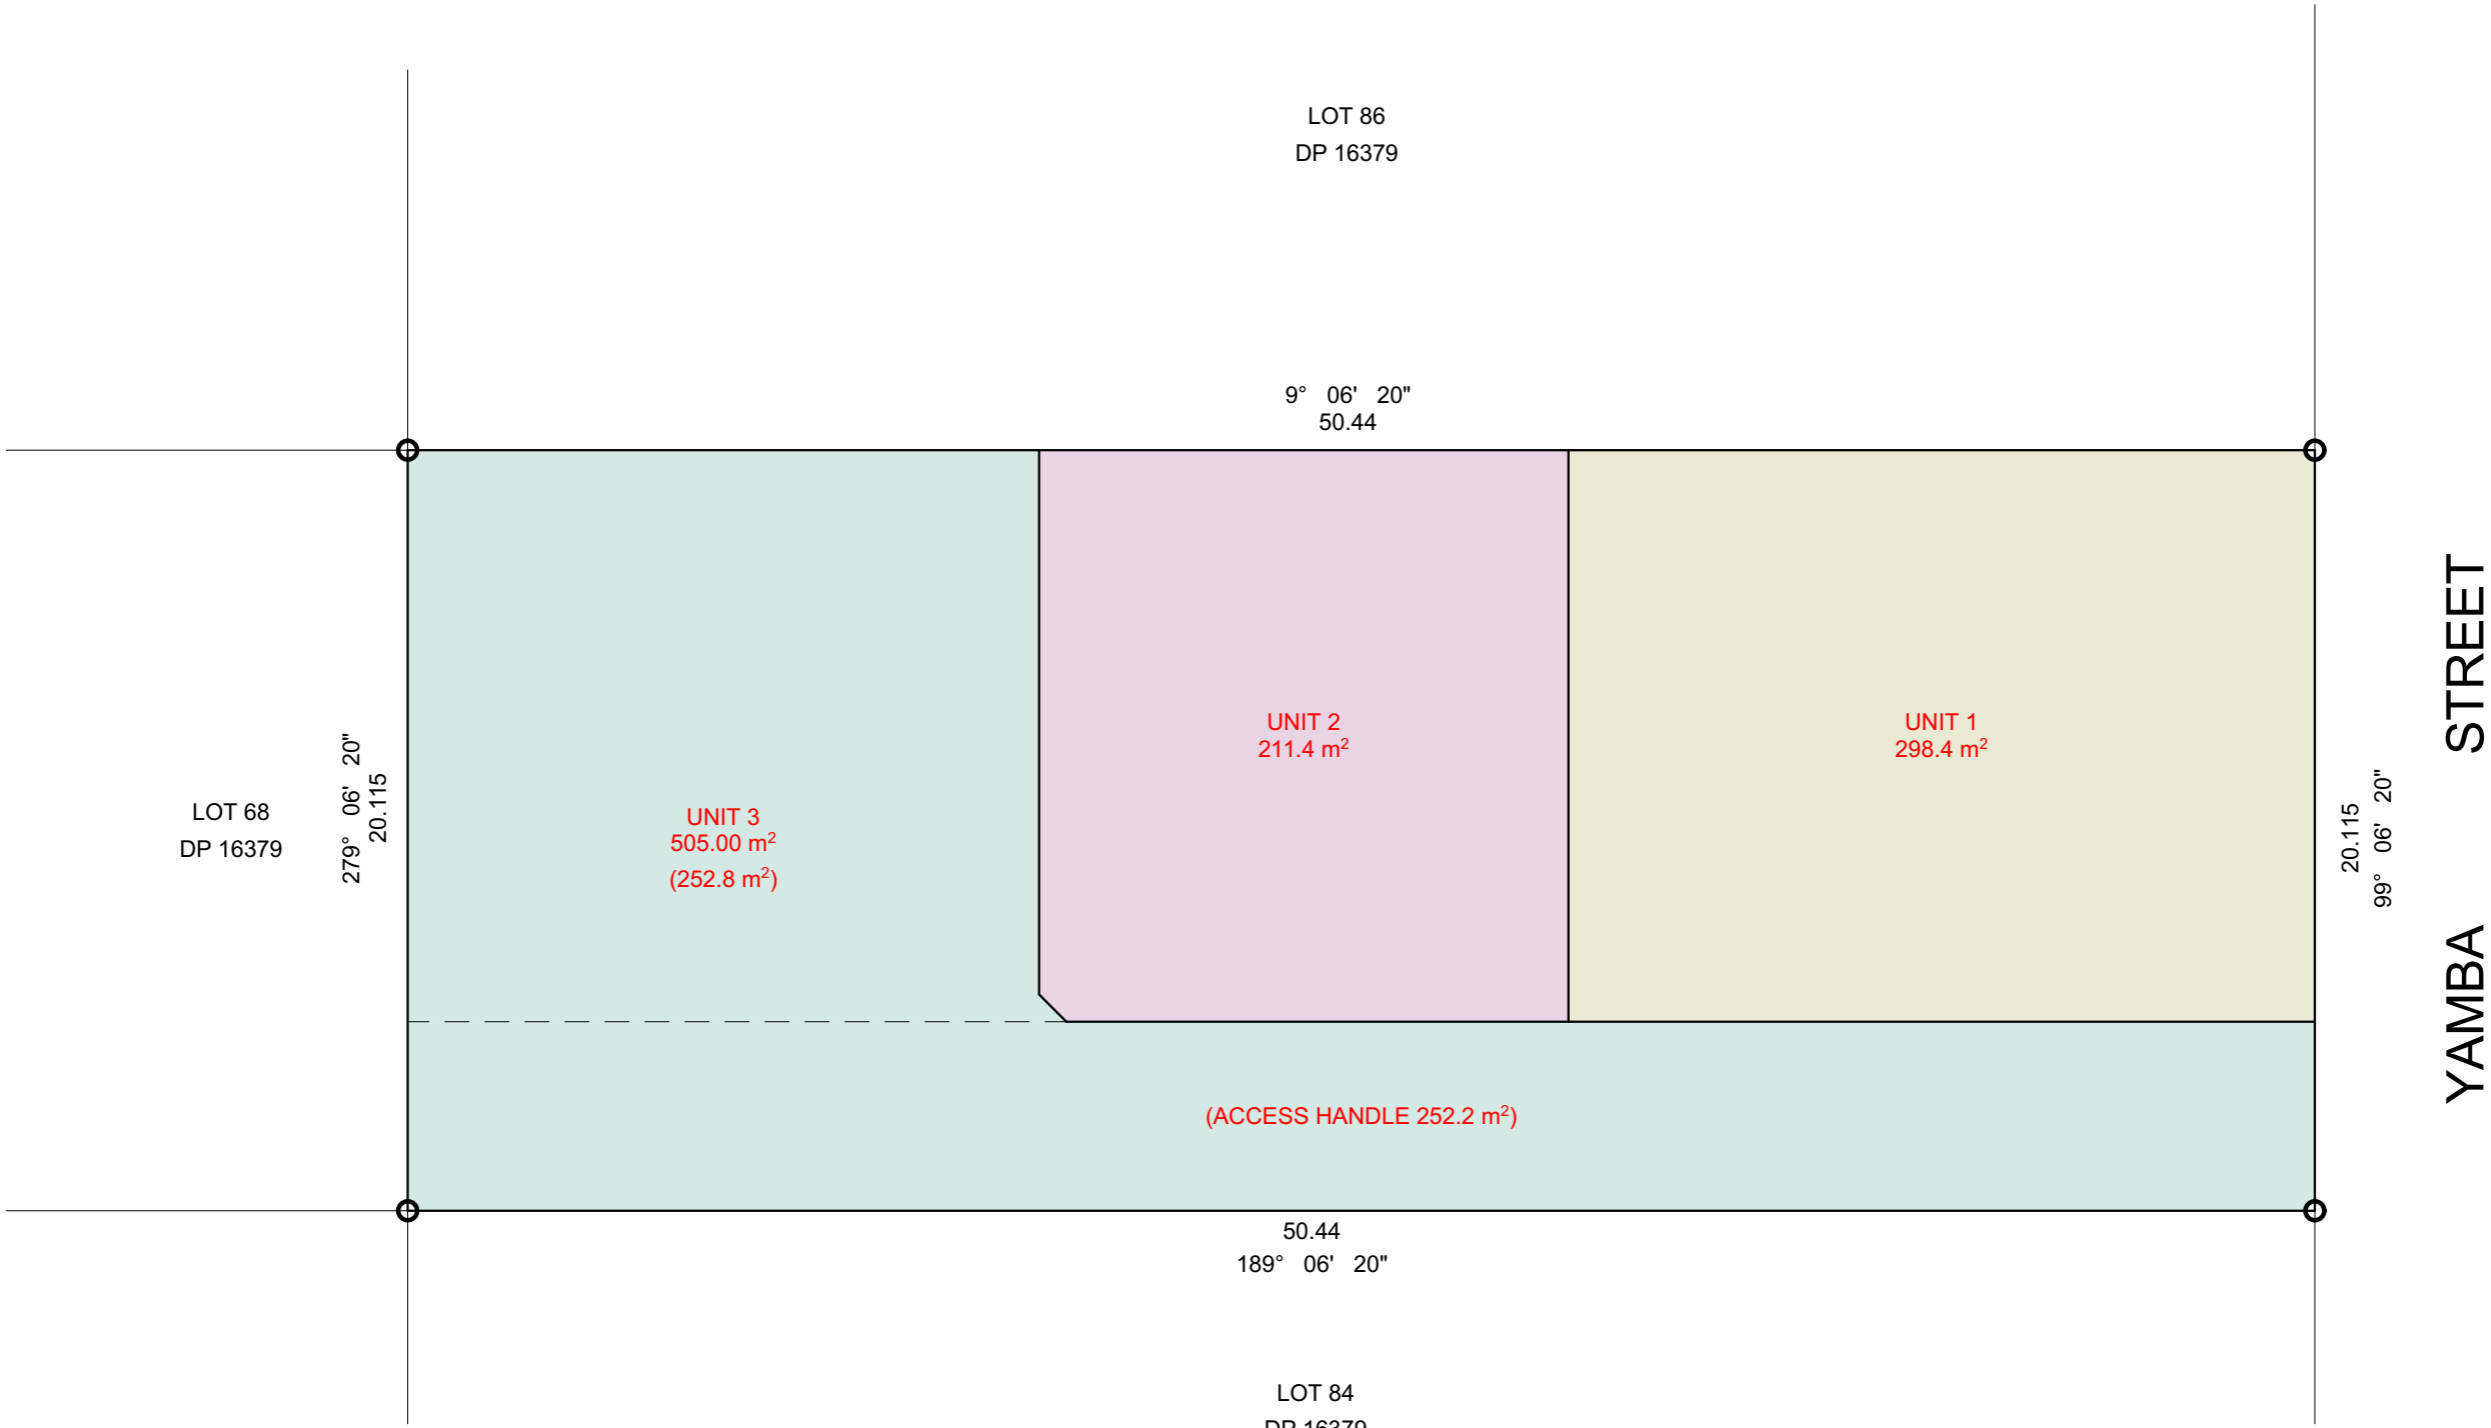 LOT 86
DP 16379
9° 06' 20"
50.44
279° 06' 20"
20.115
LOT 68
DP 16379
UNIT 3
505.00 m²
(252.8 m²)
UNIT 2
211.4 m²
UNIT 1
298.4 m²
20.115
99° 06' 20"
YAMBA STREET
(ACCESS HANDLE 252.2 m²)
50.44
189° 06' 20"
LOT 84
DP 16379